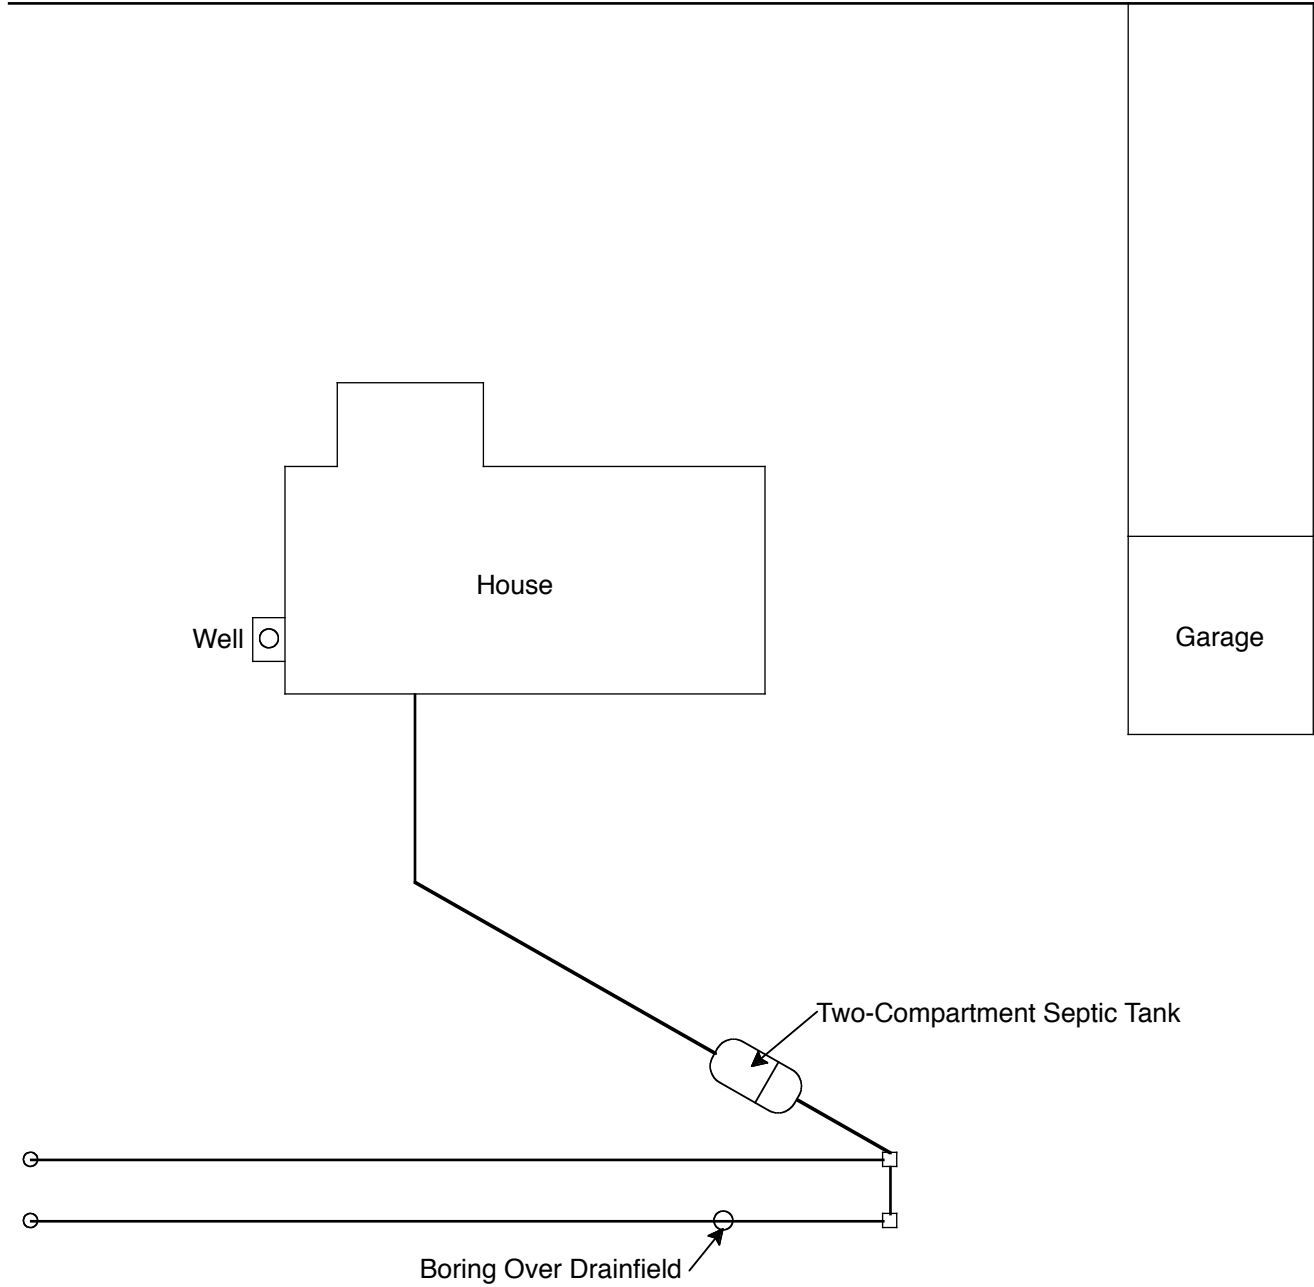 House
Well
Garage
Two-Compartment Septic Tank
Boring Over Drainfield